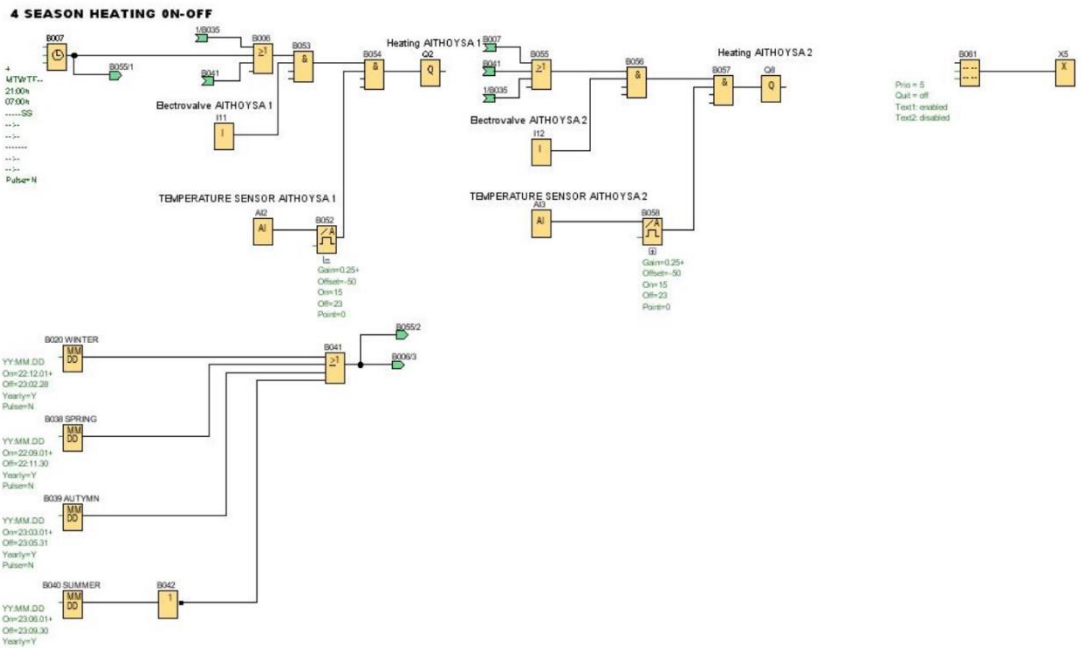 4 SEASON HEATING 0N-OFF
B007
+
MTWTF--
21:00h
07:00h
-----SS
--:--
--:--
-------
--:--
--:--
Pulse=N
B055/1
1/B035
B041
B006
≥1
B053
&
B054
&
Heating AITHOYSA 1
Q2
Q
Electrovalve AITHOYSA 1
I11
I
TEMPERATURE SENSOR AITHOYSA 1
AI2
AI
B052
/A
Gain=0.25+
Offset=-50
On=15
Off=23
Point=0
B007
B041
1/B035
B055
≥1
B056
&
B057
&
Heating AITHOYSA 2
Q8
Q
Electrovalve AITHOYSA 2
I12
I
TEMPERATURE SENSOR AITHOYSA 2
AI3
AI
B058
/A
Gain=0.25+
Offset=-50
On=15
Off=23
Point=0
B061
Prio = 5
Quit = off
Text1: enabled
Text2: disabled
X5
X
B020 WINTER
MM
DD
YY:MM.DD
On=22:12.01+
Off=23:02.28
Yearly=Y
Pulse=N
B041
≥1
B055/2
B006/3
B038 SPRING
MM
DD
YY:MM.DD
On=22:09.01+
Off=22:11.30
Yearly=Y
Pulse=N
B039 AUTYMN
MM
DD
YY:MM.DD
On=23:03.01+
Off=23:05.31
Yearly=Y
Pulse=N
B040 SUMMER
MM
DD
YY:MM.DD
On=23:06.01+
Off=23:09.30
Yearly=Y
B042
1